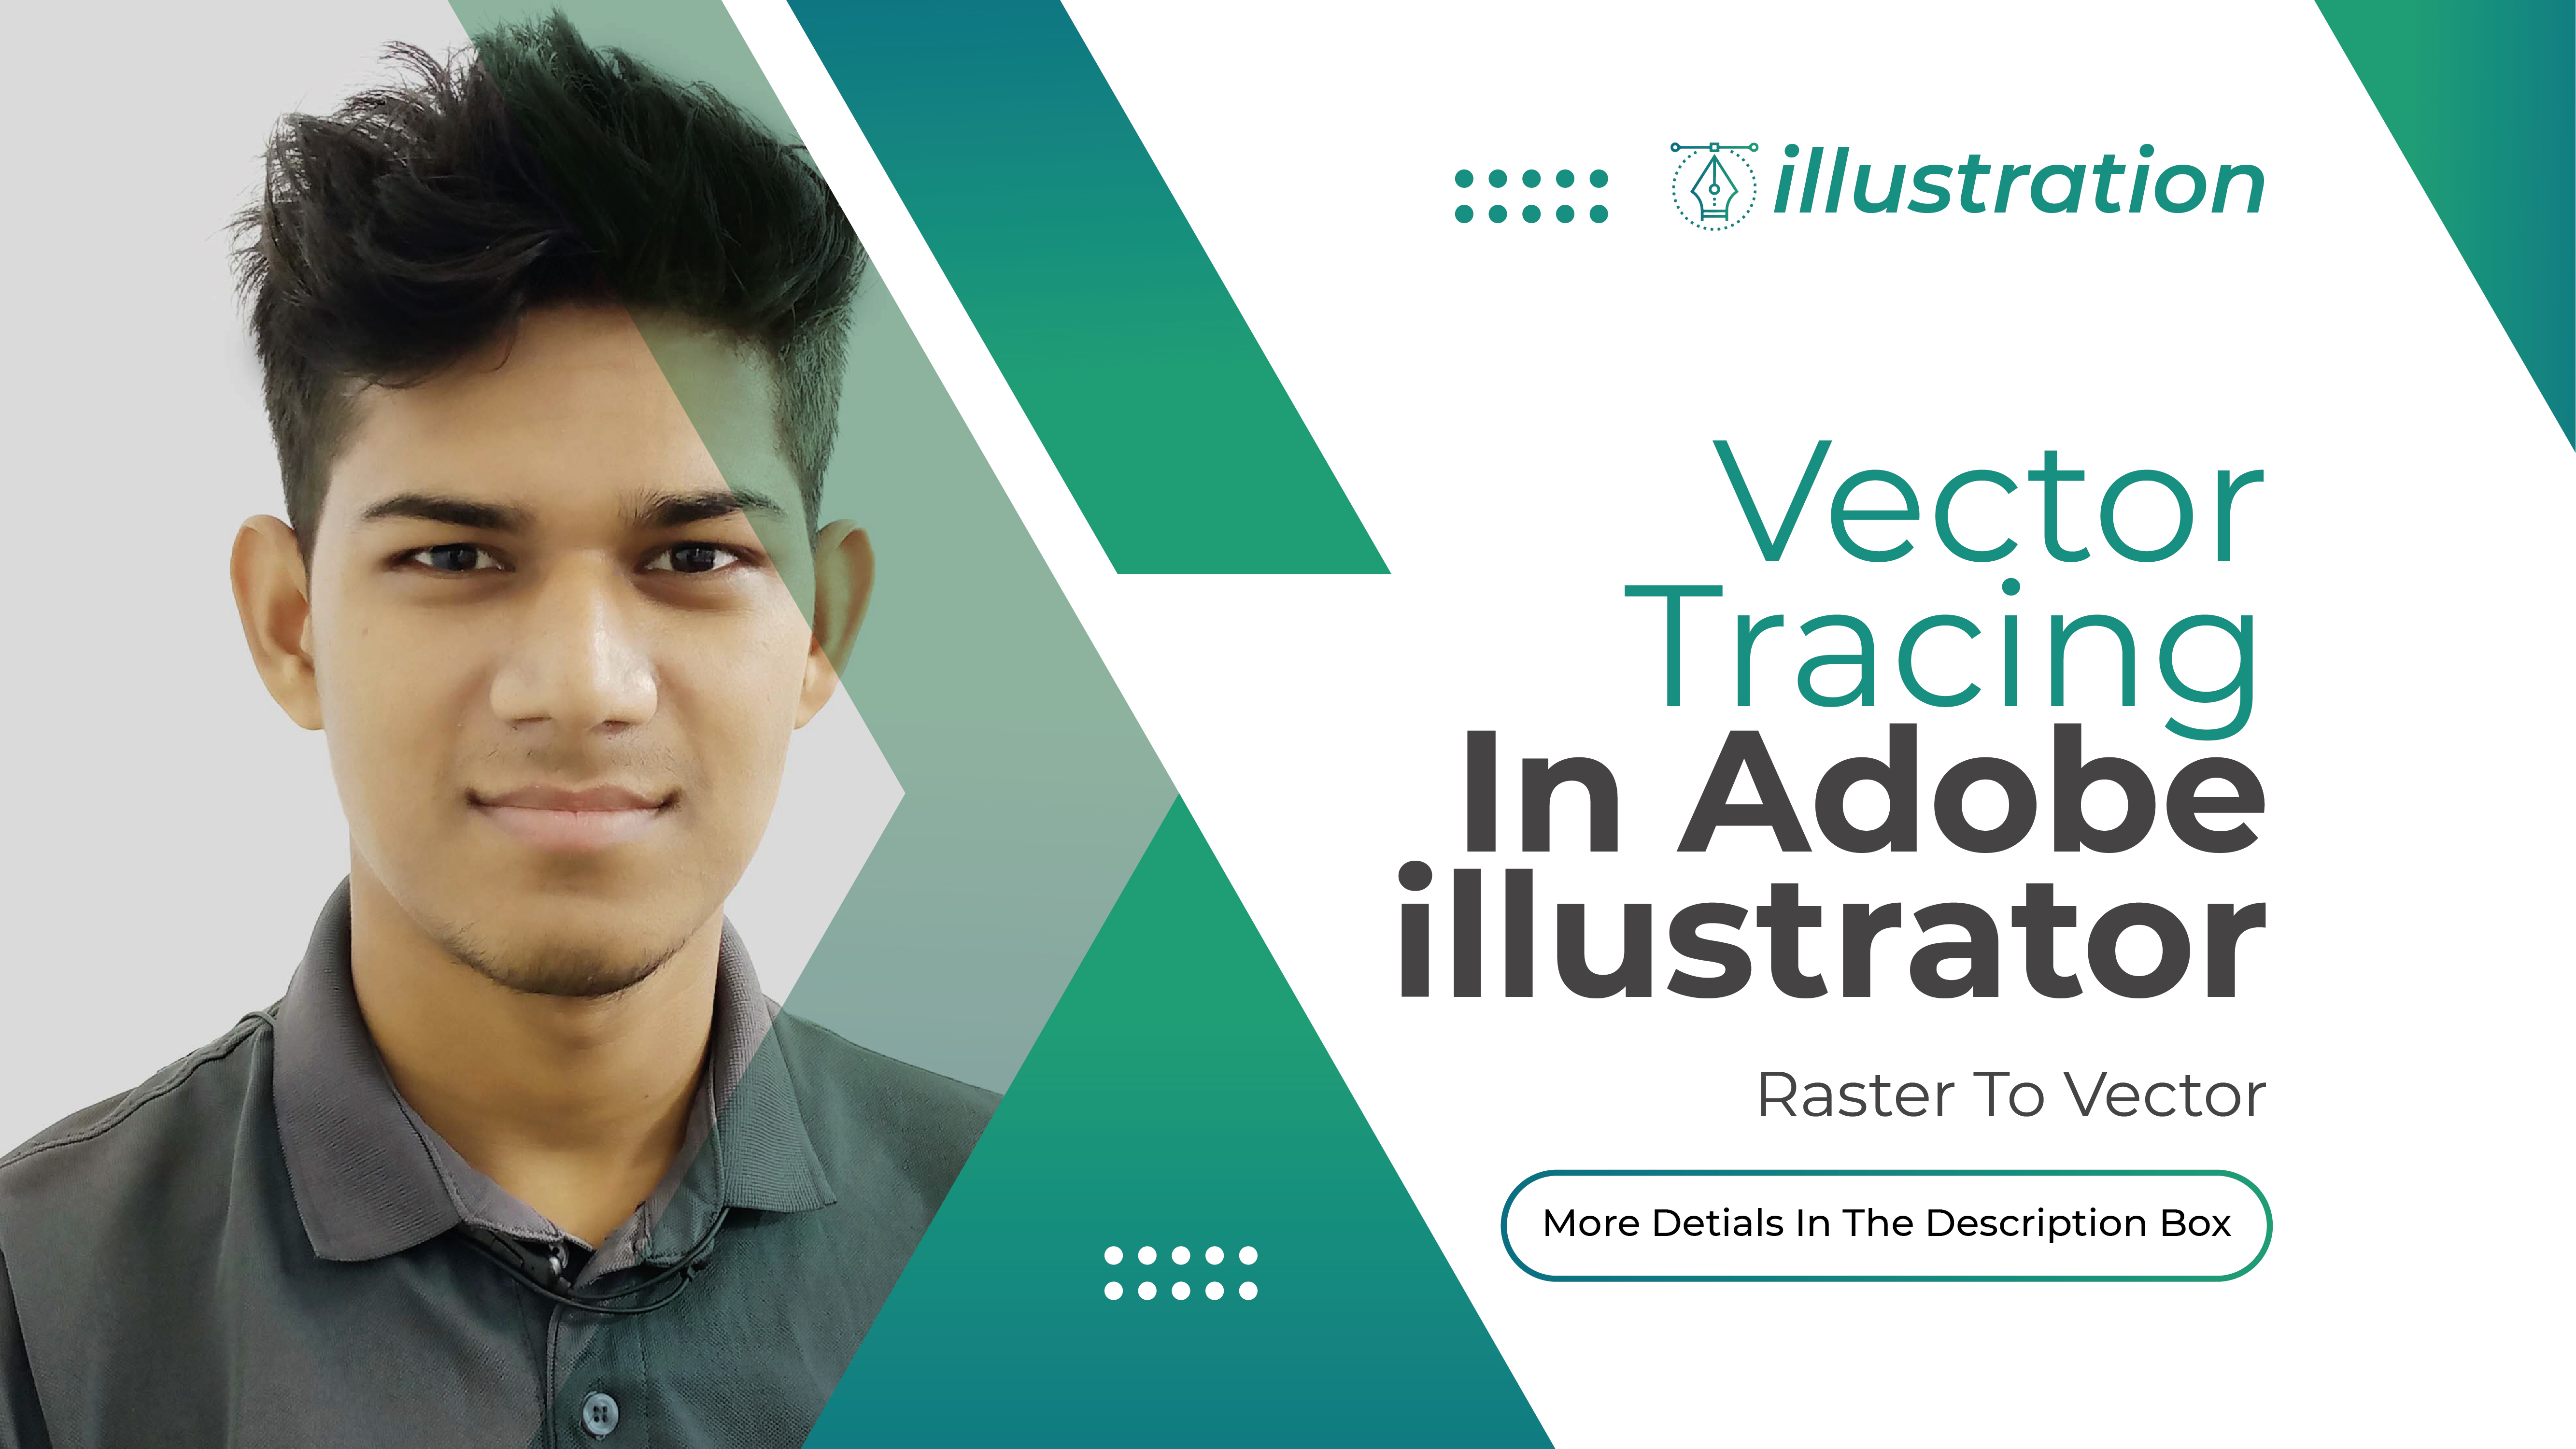 illustration
Vector
Tracing
In Adobe
illustrator
Raster To Vector
More Detials In The Description Box